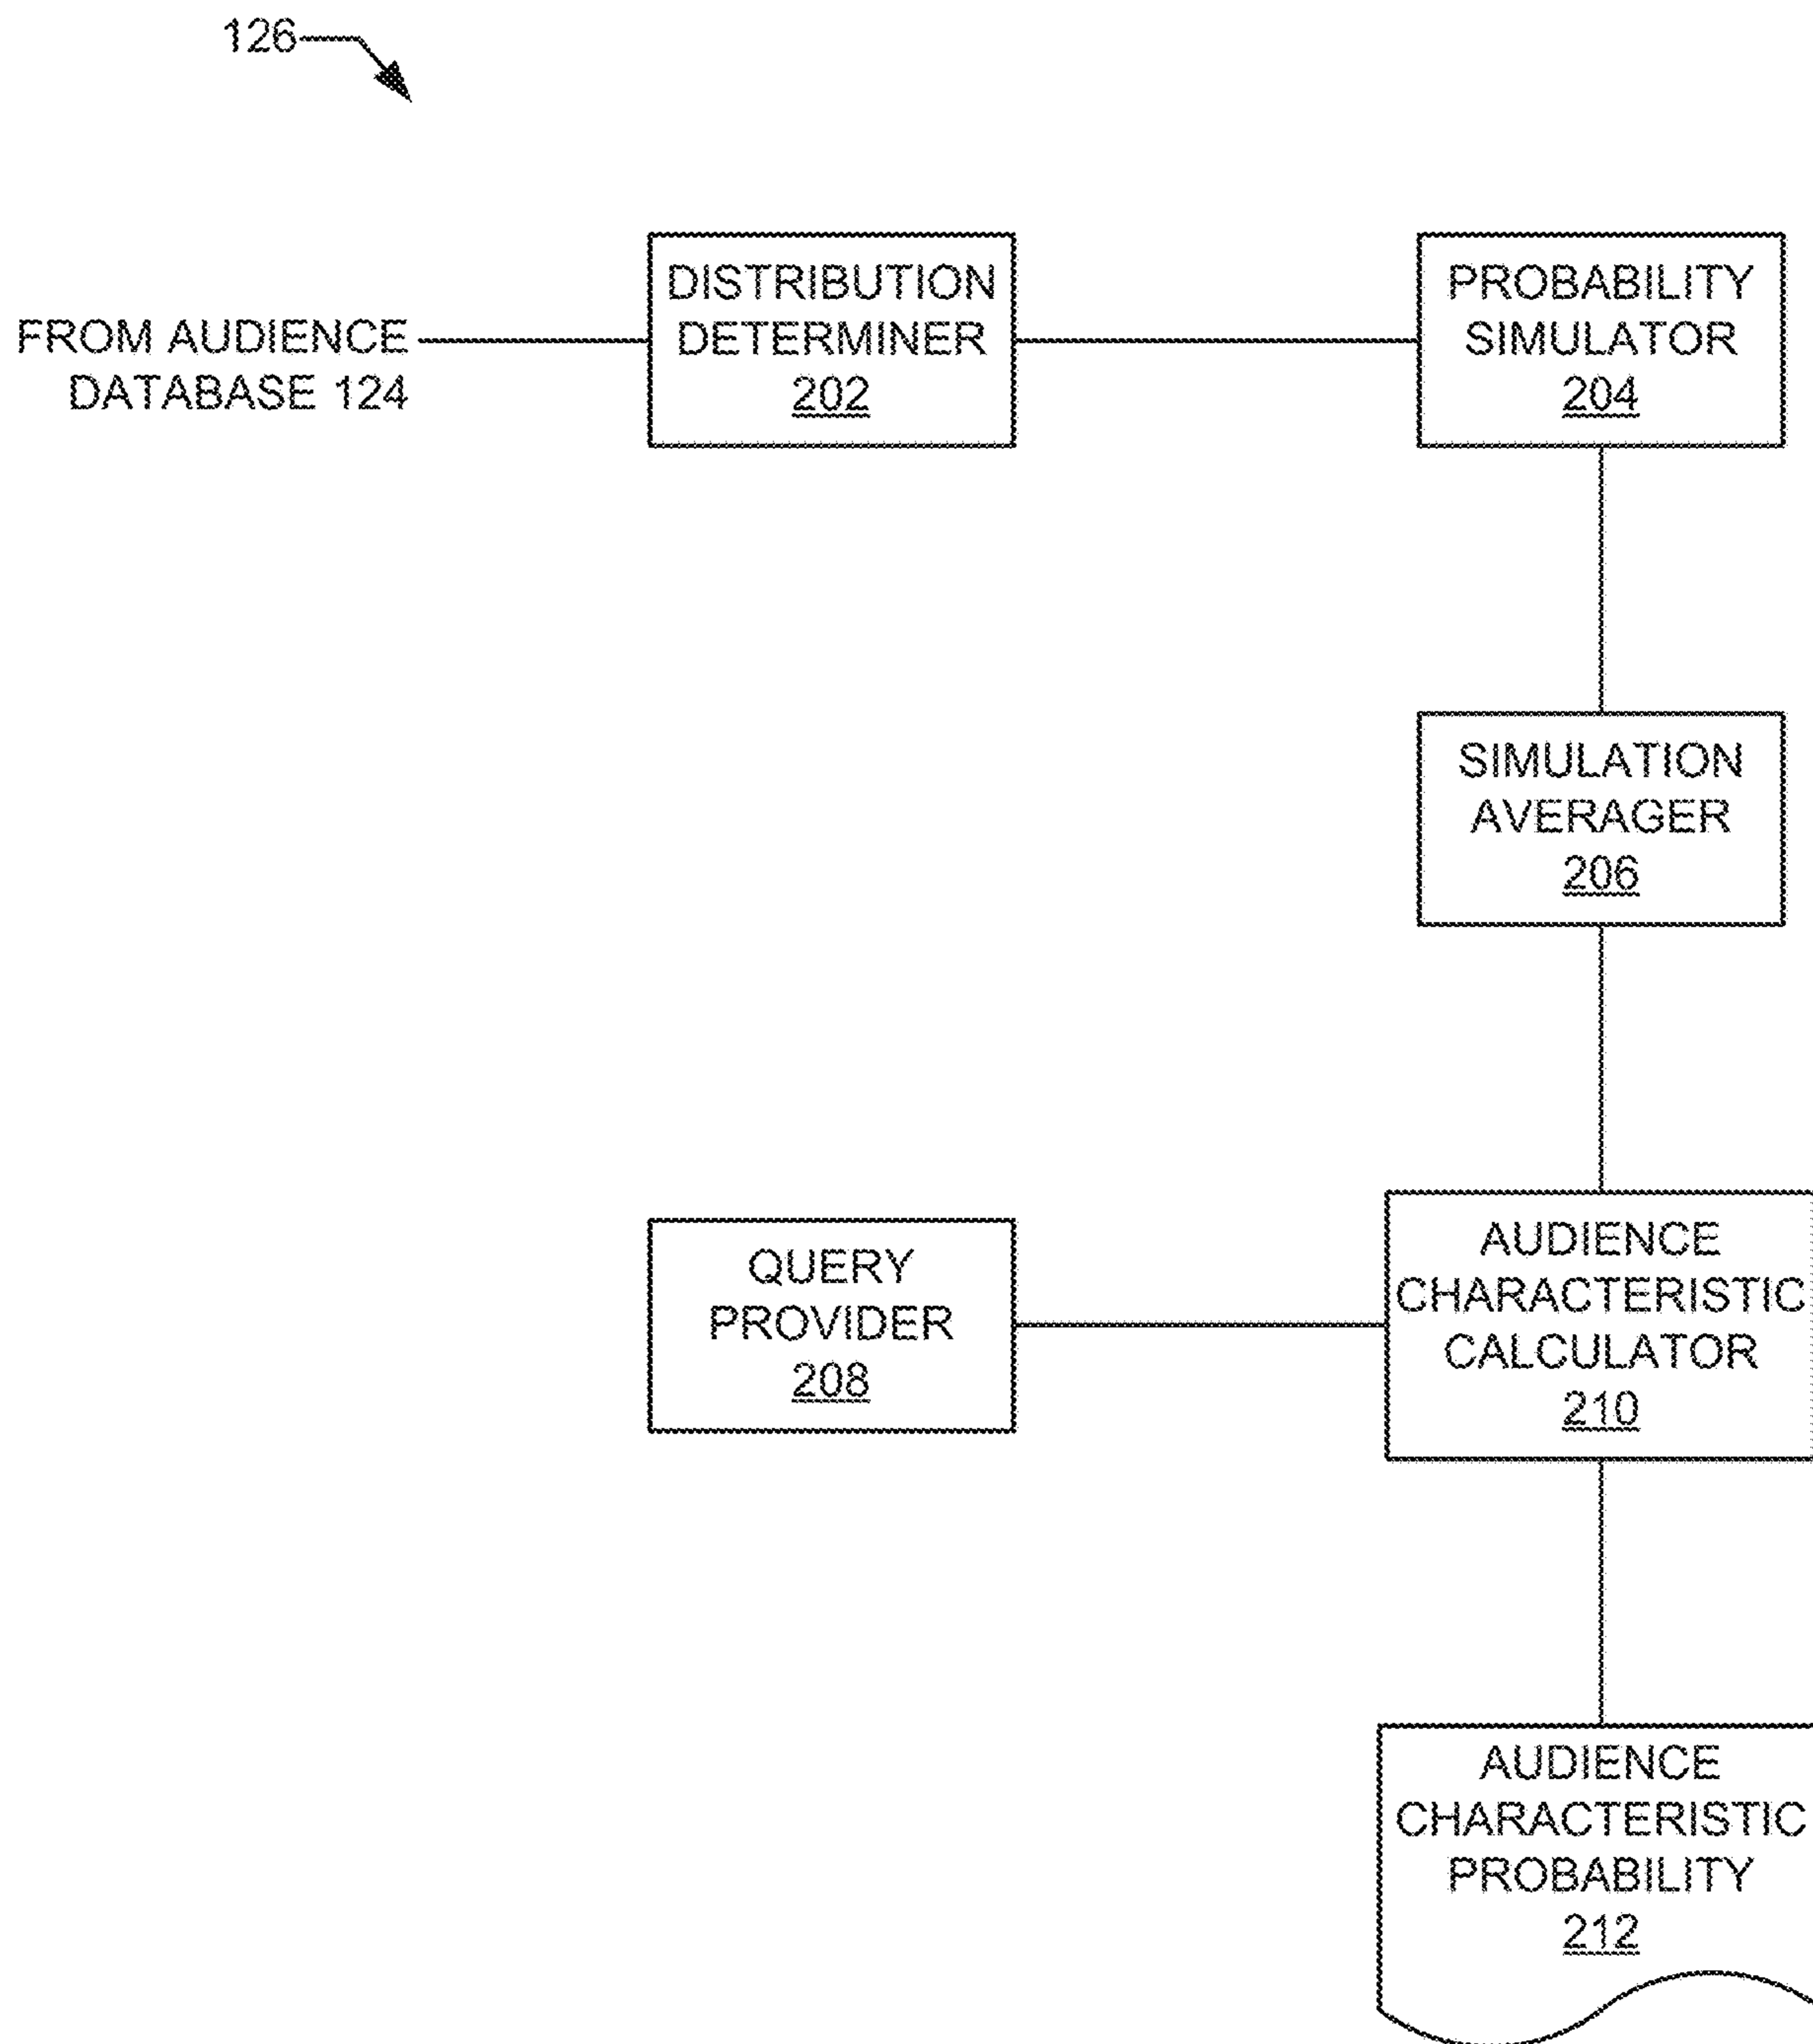 126
FROM AUDIENCE
DATABASE 124
DISTRIBUTION
DETERMINER
202
PROBABILITY
SIMULATOR
204
SIMULATION
AVERAGER
206
QUERY
PROVIDER
208
AUDIENCE
CHARACTERISTIC
CALCULATOR
210
AUDIENCE
CHARACTERISTIC
PROBABILITY
212